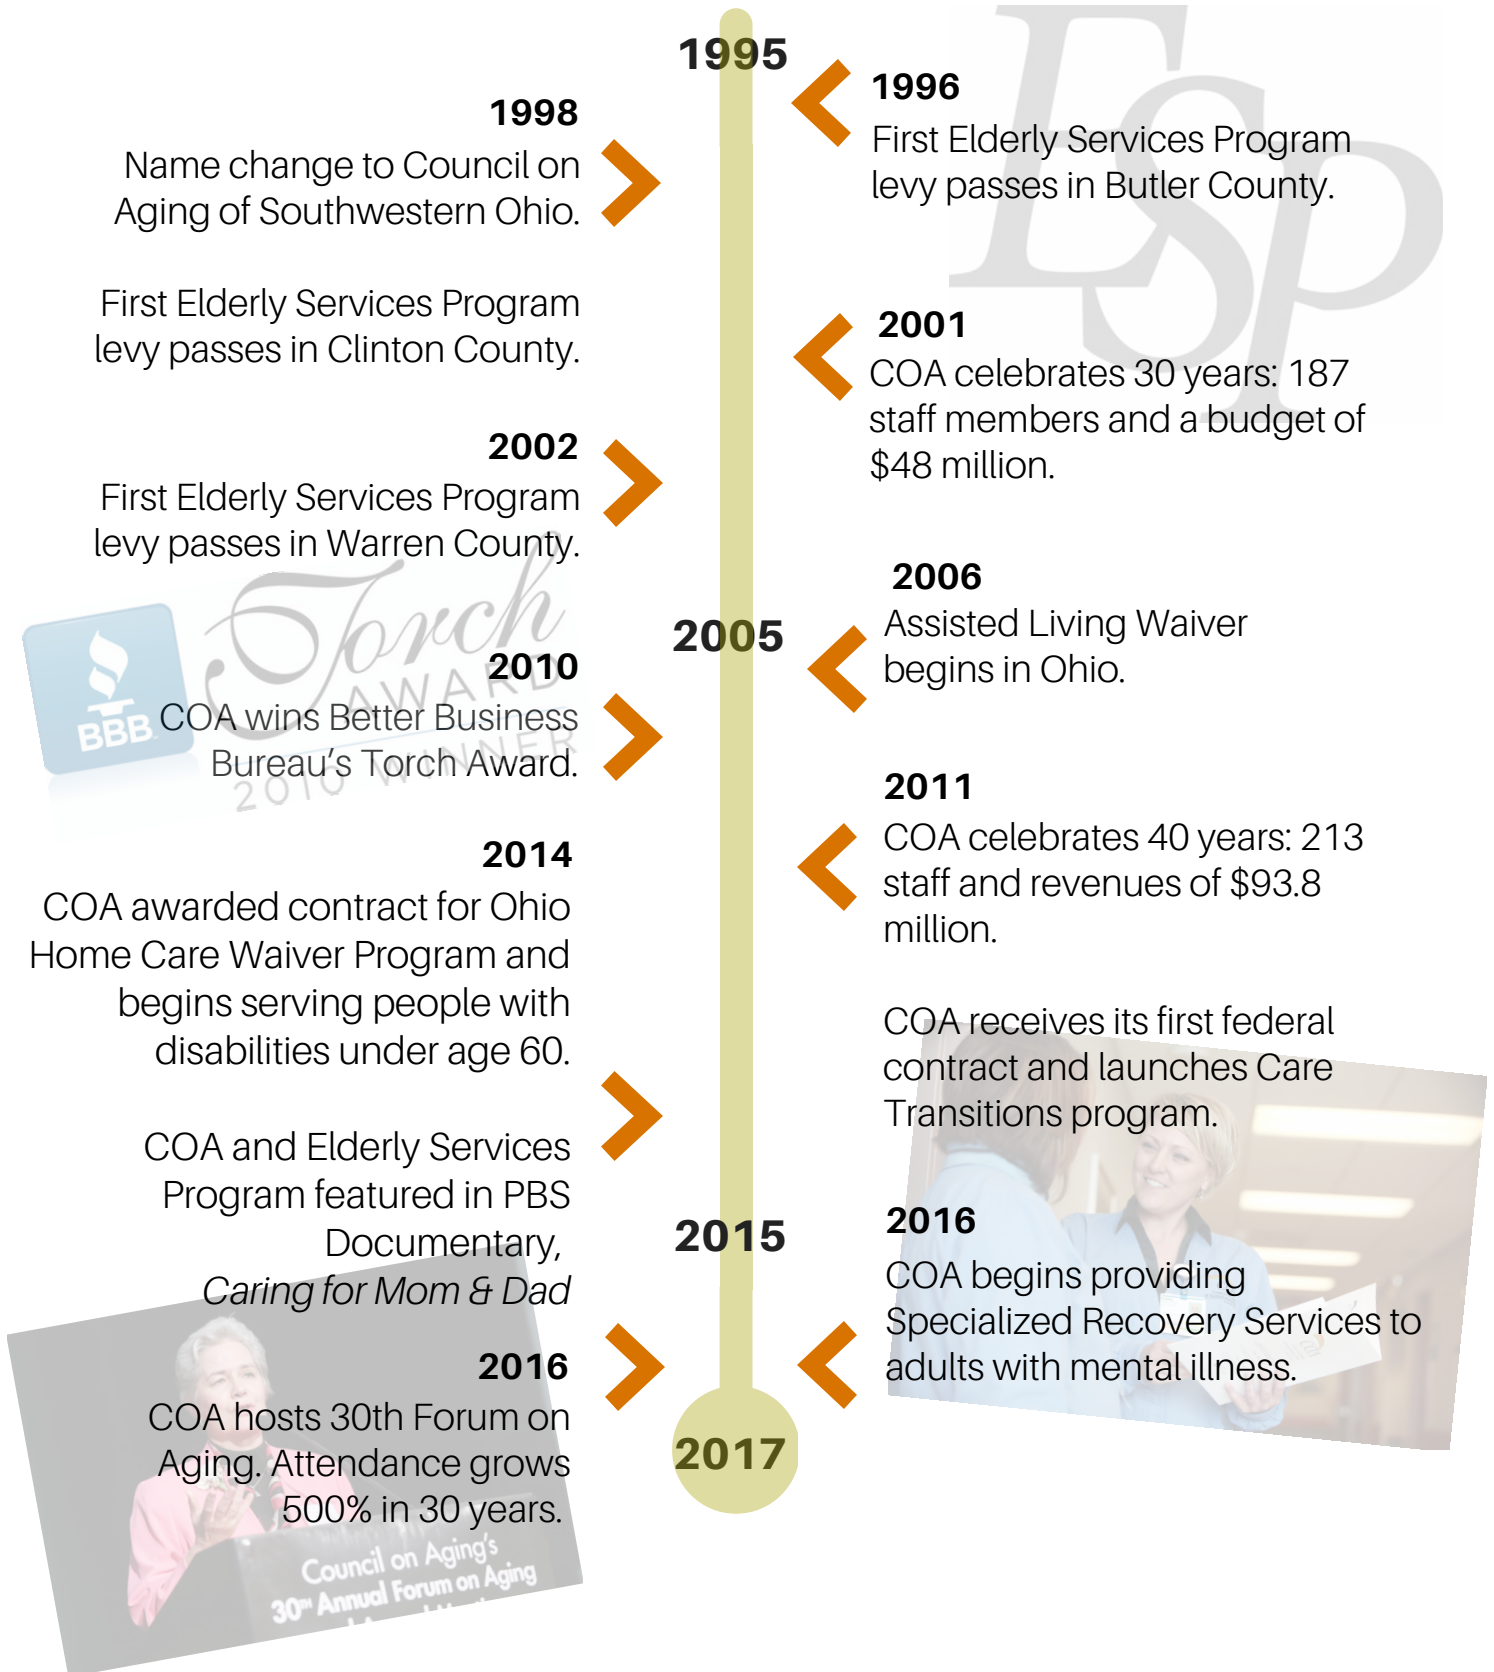 1995
1996
First Elderly Services Program
levy passes in Butler County.
ESP
1998
Name change to Council on
Aging of Southwestern Ohio.
First Elderly Services Program
levy passes in Clinton County.
2001
COA celebrates 30 years: 187
staff members and a budget of
$48 million.
2002
First Elderly Services Program
levy passes in Warren County.
2005
2006
Assisted Living Waiver
begins in Ohio.
BBB
Torch
AWARD
2010 WINNER
2010
COA wins Better Business
Bureau's Torch Award.
2011
COA celebrates 40 years: 213
staff and revenues of $93.8
million.
COA receives its first federal
contract and launches Care
Transitions program.
2014
COA awarded contract for Ohio
Home Care Waiver Program and
begins serving people with
disabilities under age 60.
COA and Elderly Services
Program featured in PBS
Documentary,
Caring for Mom & Dad
2015
2016
COA begins providing
Specialized Recovery Services to
adults with mental illness.
2016
COA hosts 30th Forum on
Aging. Attendance grows
500% in 30 years.
2017
Council on Aging's
30TH Annual Forum on Aging